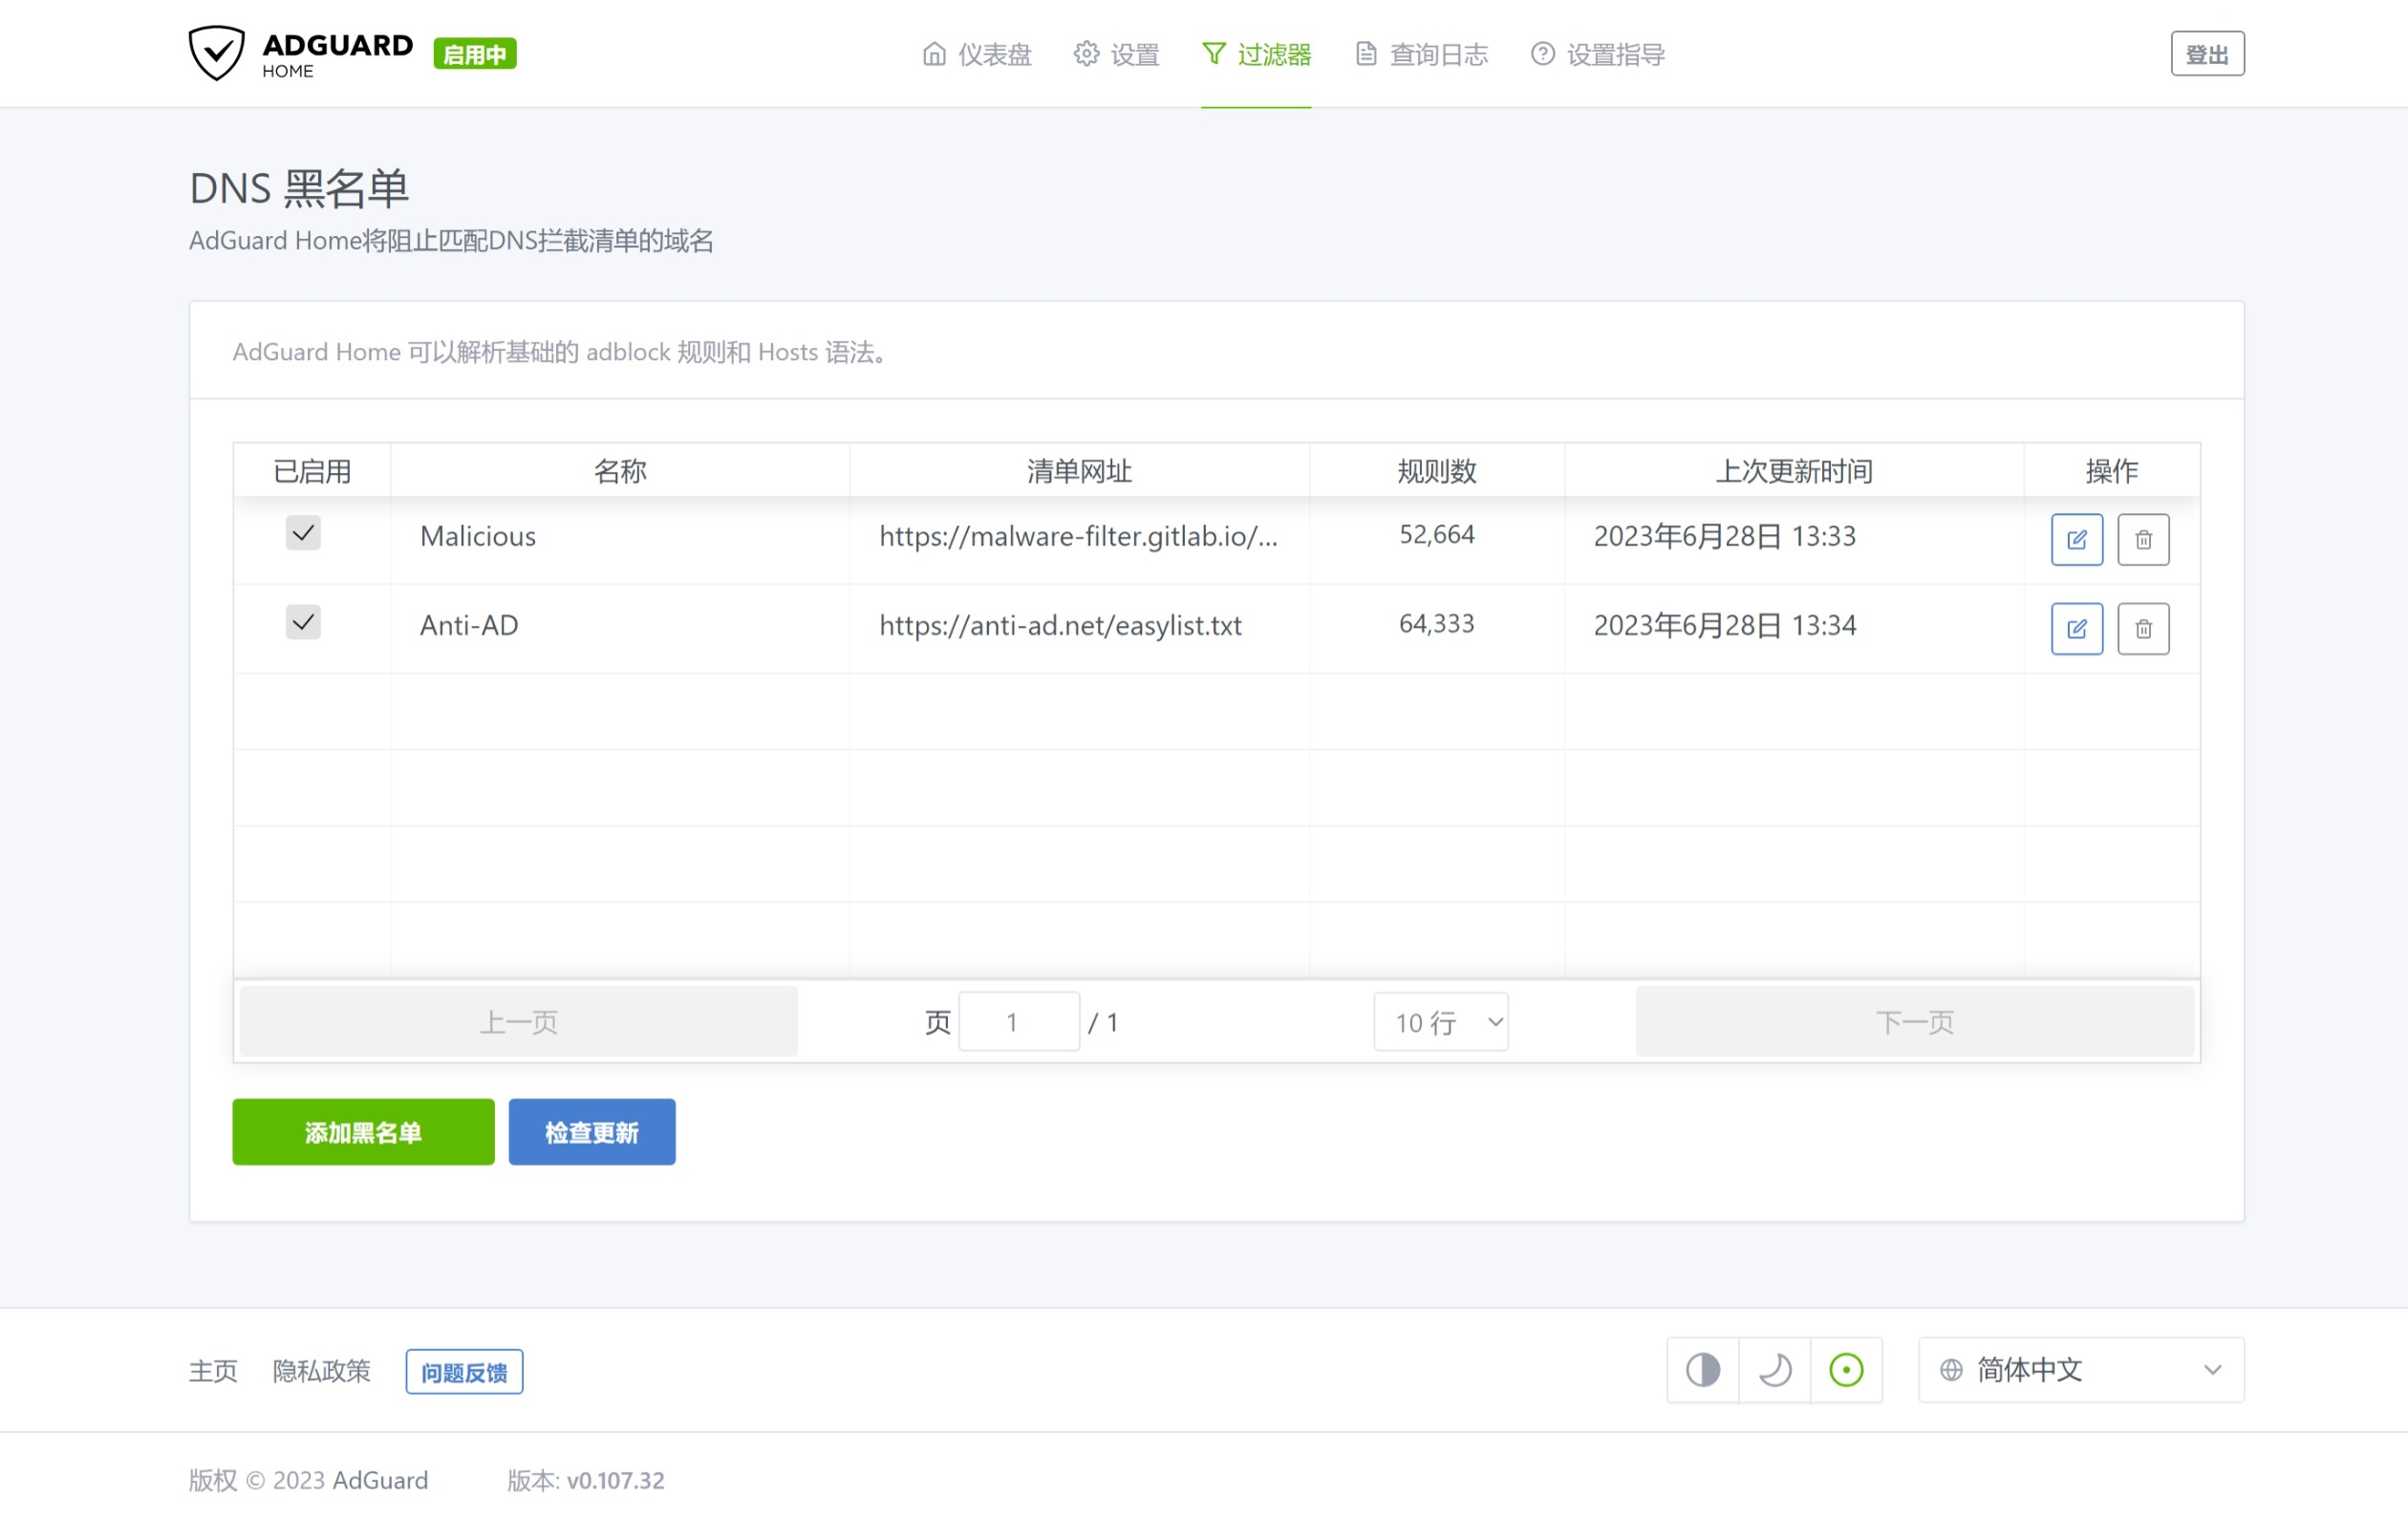 ADGUARD
HOME
启用中
仪表盘 设置 过滤器 查询日志 设置指导
登出
DNS 黑名单
AdGuard Home将阻止匹配DNS拦截清单的域名
AdGuard Home 可以解析基础的 adblock 规则和 Hosts 语法。
已启用 名称 清单网址 规则数 上次更新时间 操作
Malicious https://malware-filter.gitlab.io/... 52,664 2023年6月28日 13:33
Anti-AD https://anti-ad.net/easylist.txt 64,333 2023年6月28日 13:34
上一页 页 1 / 1 10 行 下一页
添加黑名单 检查更新
主页 隐私政策 问题反馈 简体中文
版权 © 2023 AdGuard 版本: v0.107.32